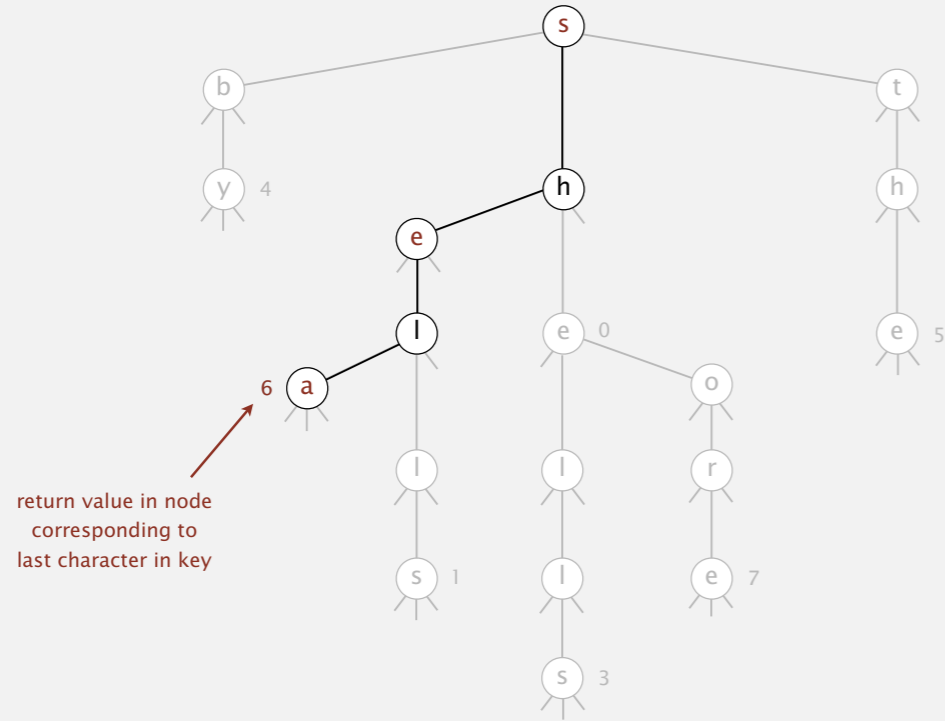 s
b
t
y 4
h
h
e
l
e 0
e 5
6 a
o
l
l
r
return value in node
corresponding to
last character in key
s 1
l
e 7
s 3